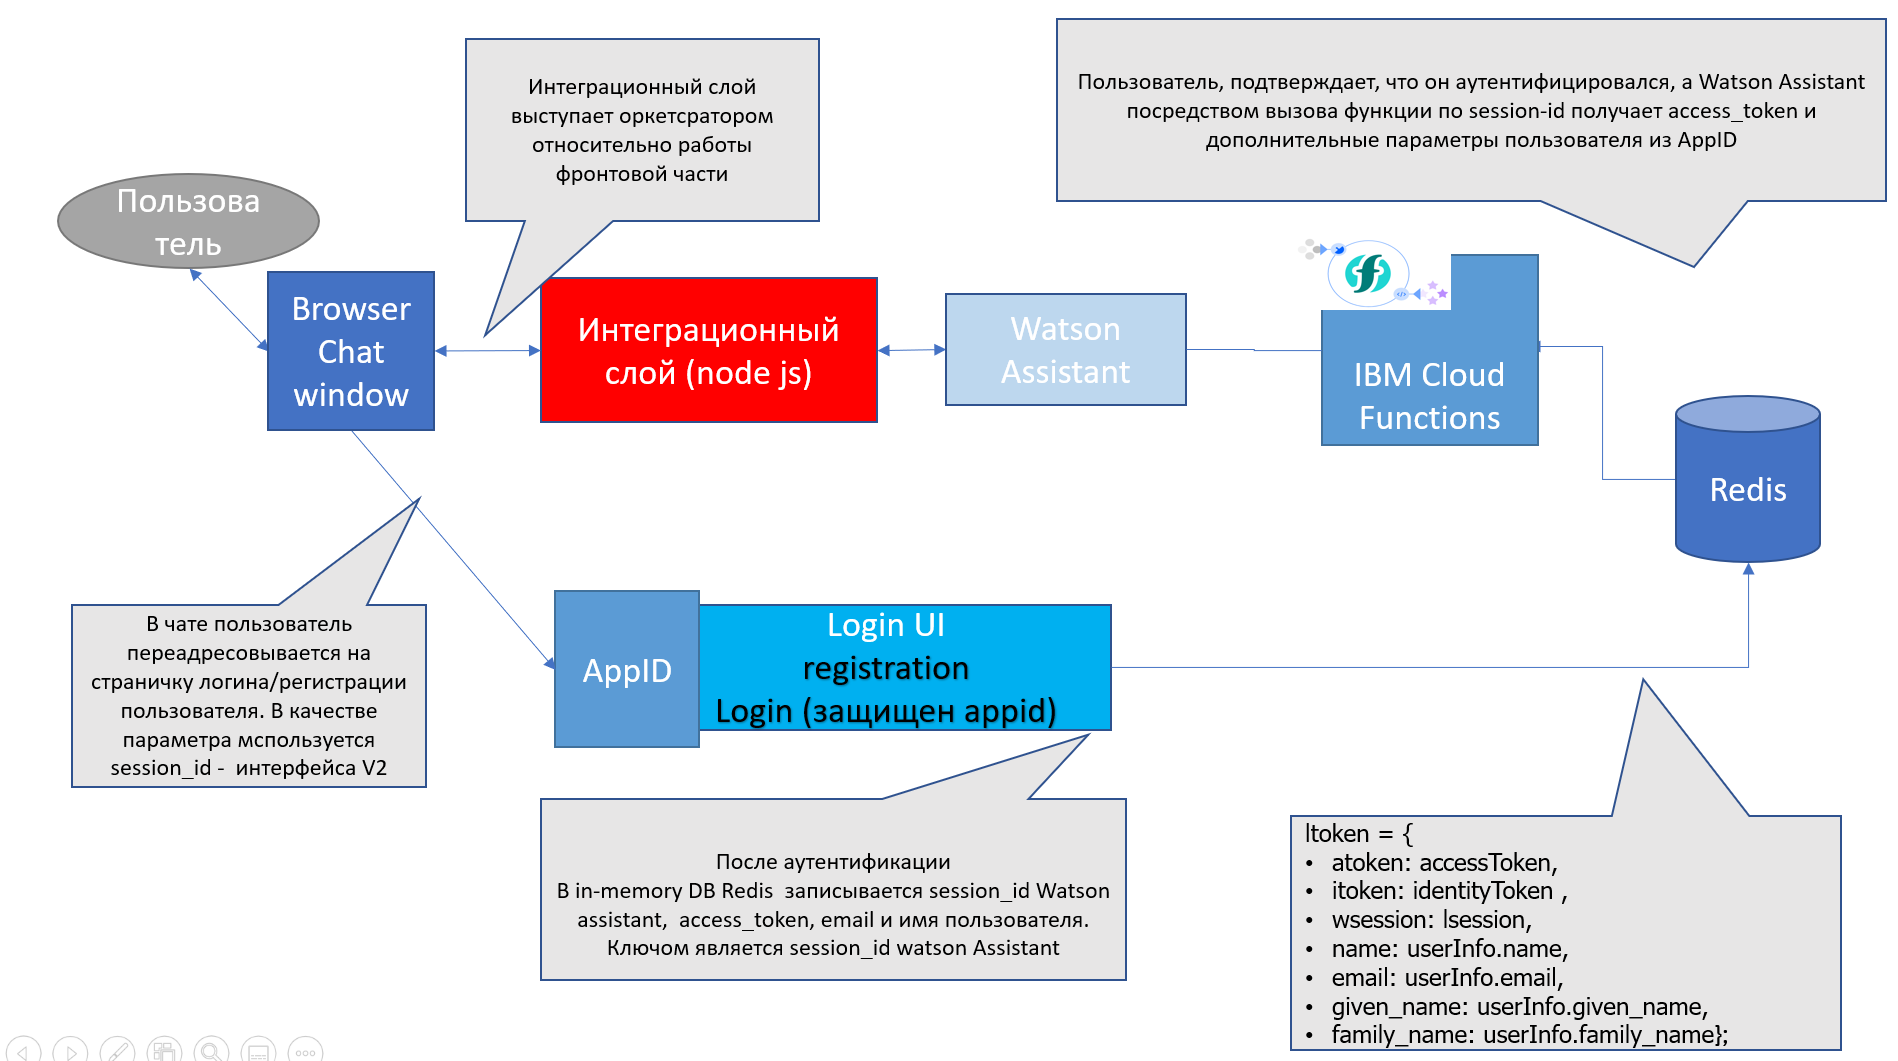 Интеграционный слой
выступает оркетсратором
относительно работы
фронтовой части
Пользователь, подтверждает, что он аутентифицировался, а Watson Assistant
посредством вызова функции по session-id получает access_token и
дополнительные параметры пользователя из AppID
Пользова
тель
Browser
Chat
window
Интеграционный
слой (node js)
Watson
Assistant
IBM Cloud
Functions
Redis
В чате пользователь
переадресовывается на
страничку логина/регистрации
пользователя. В качестве
параметра мспользуется
session_id - интерфейса V2
AppID
Login UI
registration
Login (защищен appid)
После аутентификации
В in-memory DB Redis записывается session_id Watson
assistant, access_token, email и имя пользователя.
Ключом является session_id watson Assistant
ltoken = {
• atoken: accessToken,
• itoken: identityToken ,
• wsession: lsession,
• name: userInfo.name,
• email: userInfo.email,
• given_name: userInfo.given_name,
• family_name: userInfo.family_name};